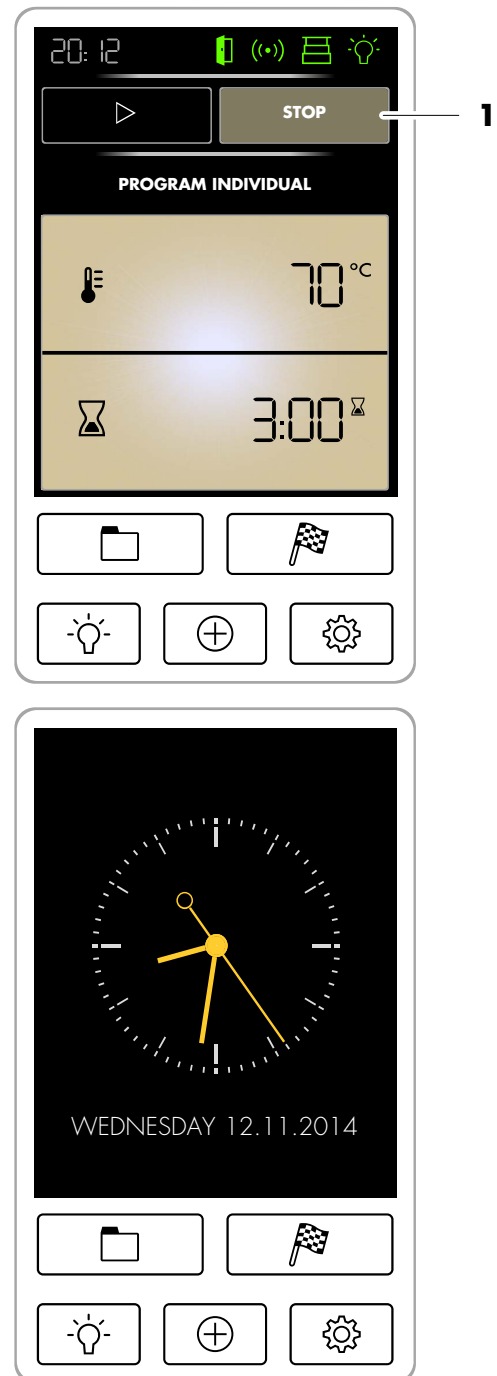 20:12
STOP
1
PROGRAM INDIVIDUAL
70 °C
3:00
WEDNESDAY 12.11.2014